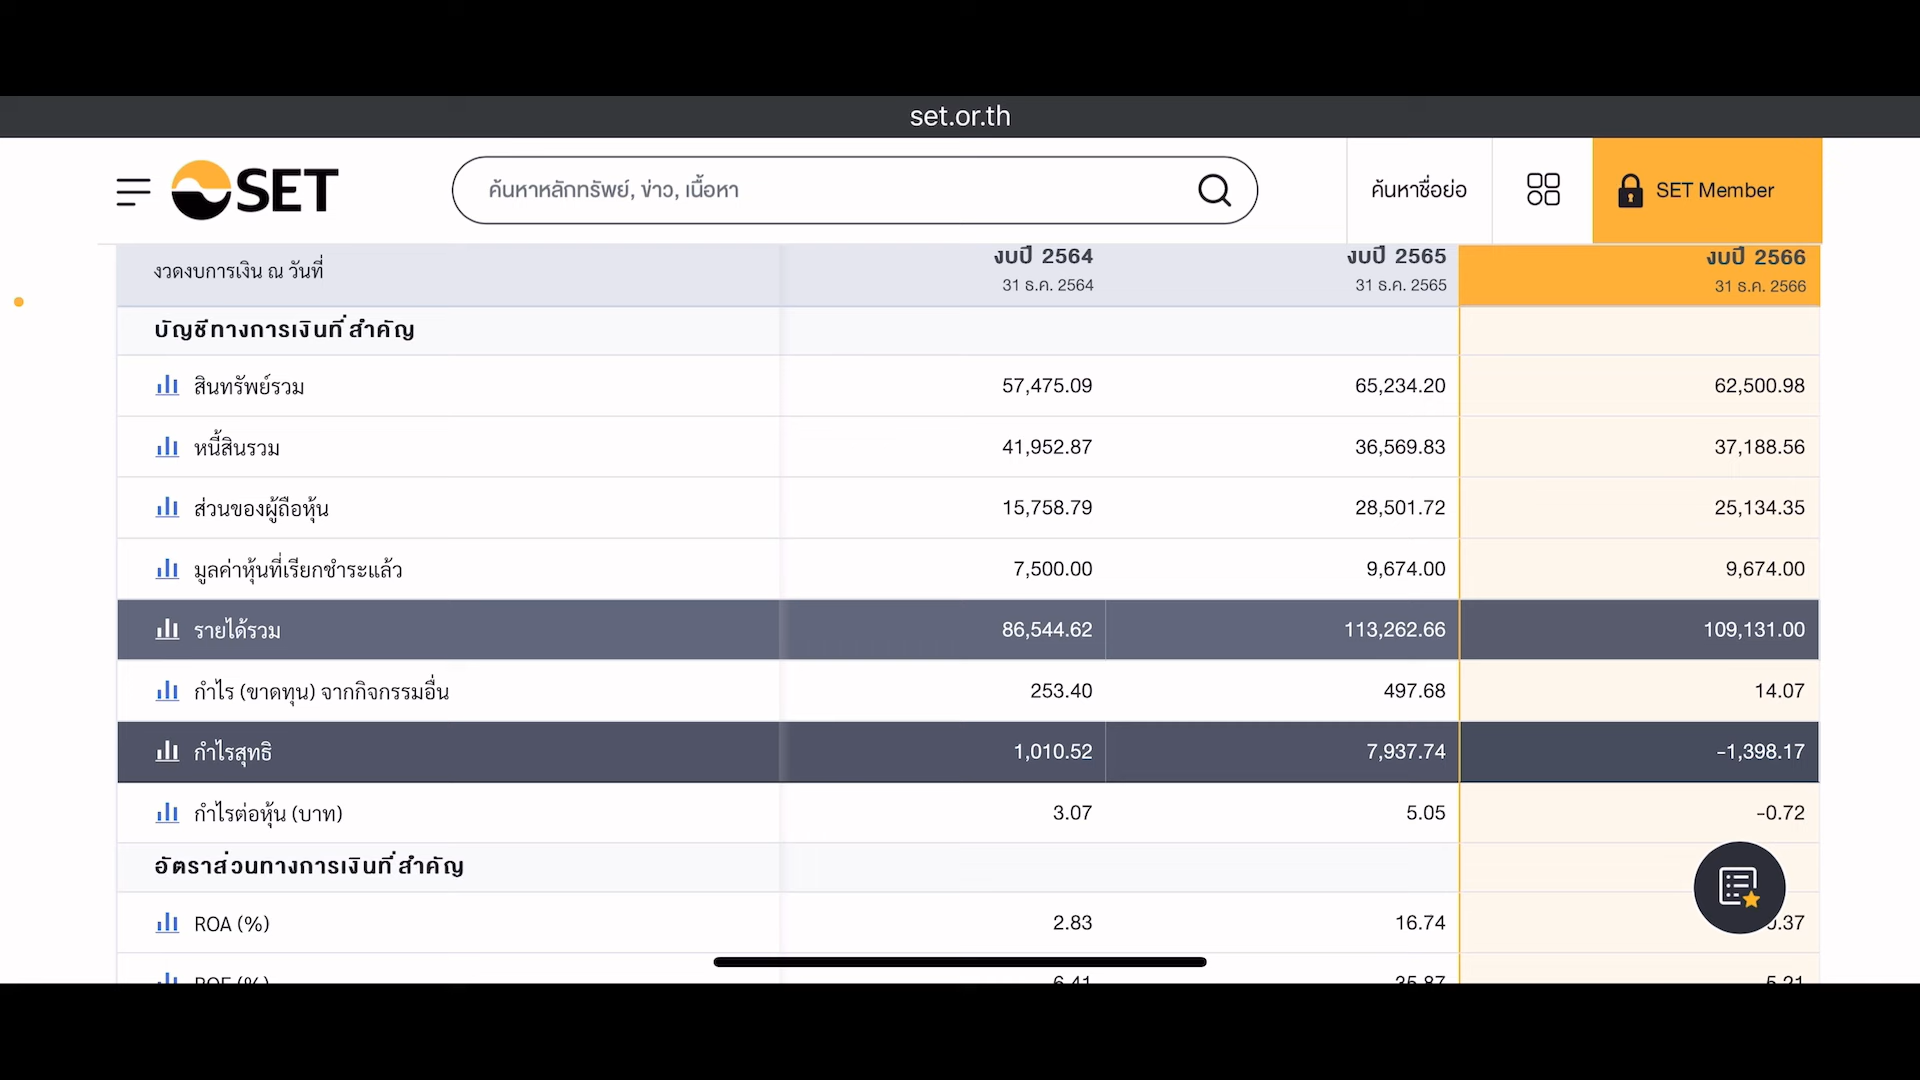 set.or.th
SET
ค้นหาหลักทรัพย์, ข่าว, เนื้อหา
ค้นหาชื่อย่อ
SET Member
งวดงบการเงิน ณ วันที่
งบปี 2564
31 ธ.ค. 2564
งบปี 2565
31 ธ.ค. 2565
งบปี 2566
31 ธ.ค. 2566
บัญชีทางการเงินที่สำคัญ
สินทรัพย์รวม 57,475.09 65,234.20 62,500.98
หนี้สินรวม 41,952.87 36,569.83 37,188.56
ส่วนของผู้ถือหุ้น 15,758.79 28,501.72 25,134.35
มูลค่าหุ้นที่เรียกชำระแล้ว 7,500.00 9,674.00 9,674.00
รายได้รวม 86,544.62 113,262.66 109,131.00
กำไร (ขาดทุน) จากกิจกรรมอื่น 253.40 497.68 14.07
กำไรสุทธิ 1,010.52 7,937.74 -1,398.17
กำไรต่อหุ้น (บาท) 3.07 5.05 -0.72
อัตราส่วนทางการเงินที่สำคัญ
ROA (%) 2.83 16.74